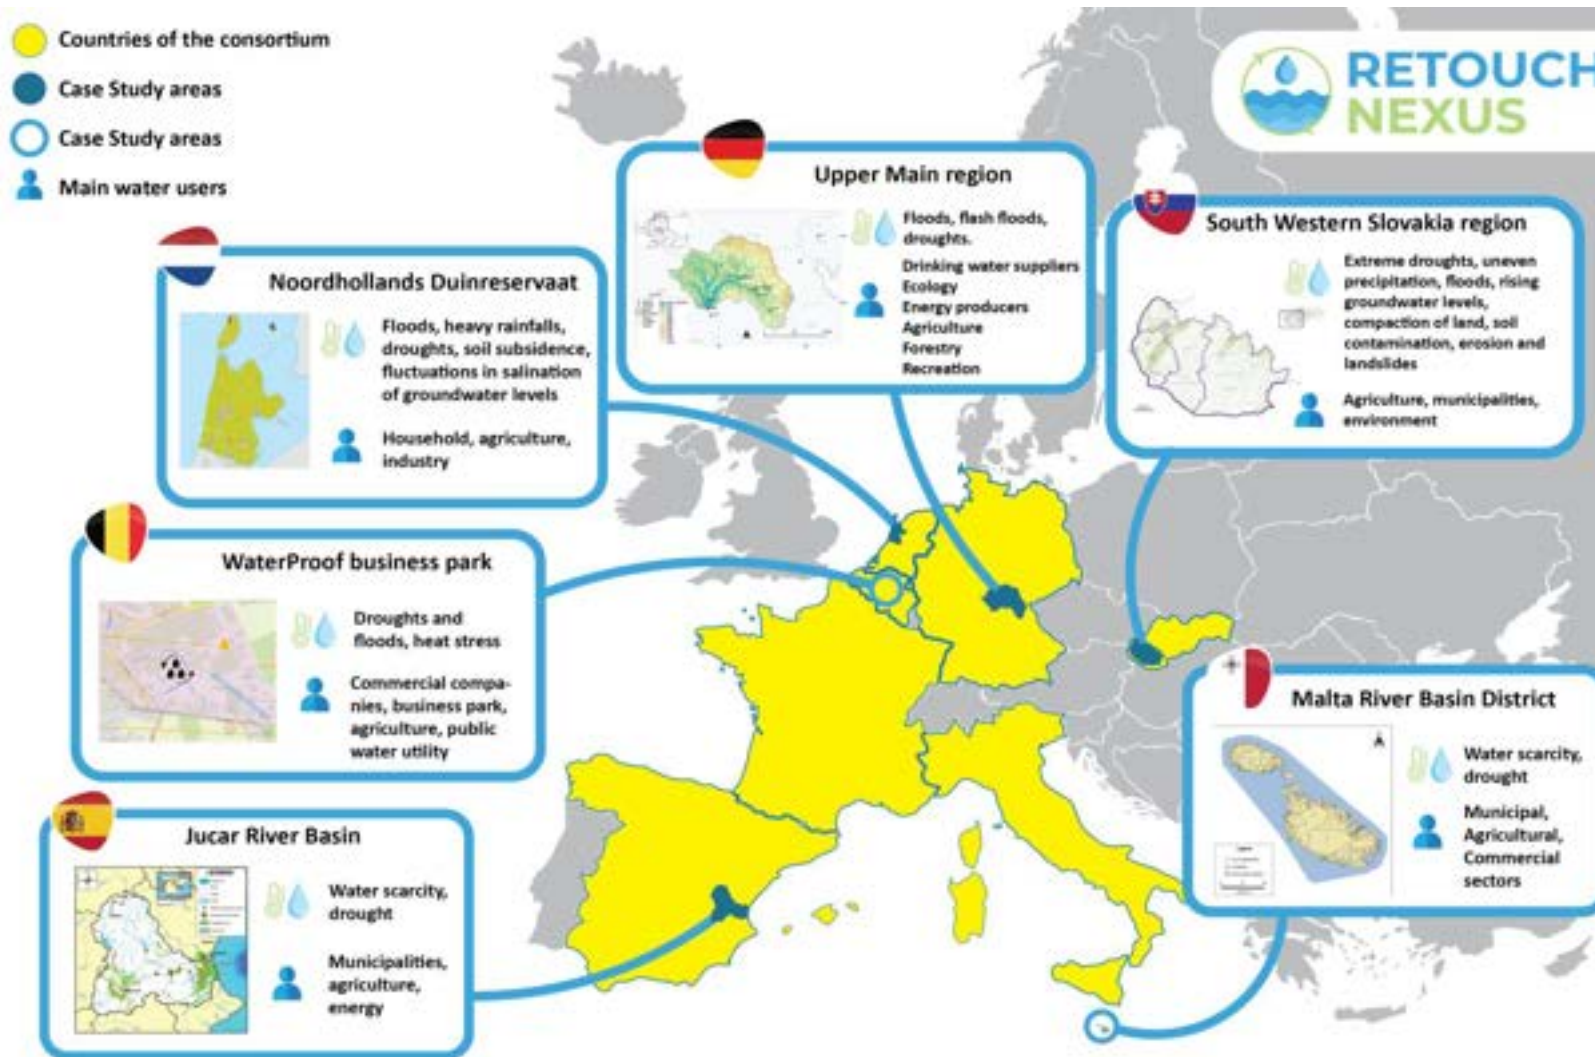 Countries of the consortium
Case Study areas
Case Study areas
Main water users
RETOUCH
NEXUS
Upper Main region
Floods, flash floods,
droughts.
Drinking water suppliers
Ecology
Energy producers
Agriculture
Forestry
Recreation
South Western Slovakia region
Extreme droughts, uneven
precipitation, floods, rising
groundwater levels,
compaction of land, soil
contamination, erosion and
landslides
Agriculture, municipalities,
environment
Noordhollands Duinreservaat
Floods, heavy rainfalls,
droughts, soil subsidence,
fluctuations in salination
of groundwater levels
Household, agriculture,
industry
WaterProof business park
Droughts and
floods, heat stress
Commercial compa-
nies, business park,
agriculture, public
water utility
Malta River Basin District
Water scarcity,
drought
Municipal,
Agricultural,
Commercial
sectors
Jucar River Basin
Water scarcity,
drought
Municipalities,
agriculture,
energy